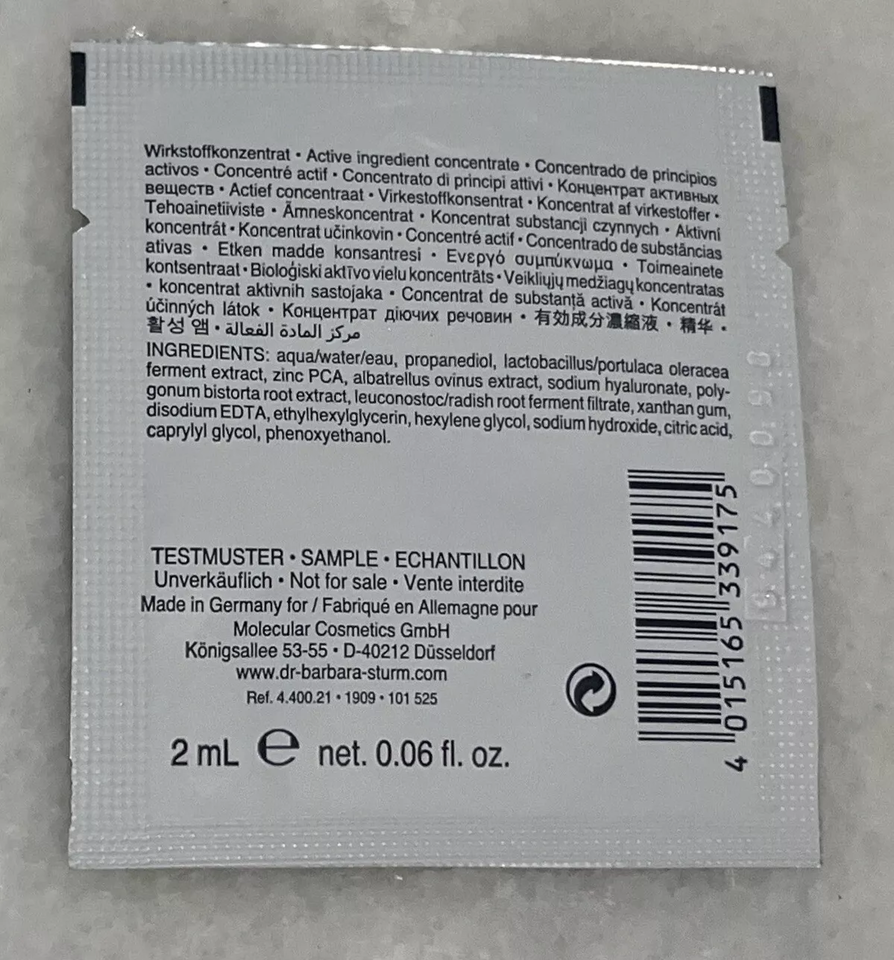 Wirkstoffkonzentrat • Active ingredient concentrate • Concentrado de principios
activos • Concentré actif • Concentrato di principi attivi • Концентрат активных
веществ • Actief concentraat • Virkestoffkonsentrat • Koncentrat af virkestoffer •
Tehoainetiiviste • Ämneskoncentrat • Koncentrat substancji czynnych • Aktivní
koncentrát • Koncentrat učinkovin • Concentré actif • Concentrado de substâncias
ativas • Etken madde konsantresi • Ενεργό συμπύκνωμα • Toimeainete
kontsentraat • Bioloģiski aktīvo vielu koncentrāts • Veikliųjų medžiagų koncentratas
• koncentrat aktivnih sastojaka • Concentrat de substanță activă • Koncentrát
účinných látok • Концентрат діючих речовин • 有効成分濃縮液 • 精华 •
활성 앰 • مركز المادة الفعالة
INGREDIENTS: aqua/water/eau, propanediol, lactobacillus/portulaca oleracea
ferment extract, zinc PCA, albatrellus ovinus extract, sodium hyaluronate, poly-
gonum bistorta root extract, leuconostoc/radish root ferment filtrate, xanthan gum,
disodium EDTA, ethylhexylglycerin, hexylene glycol, sodium hydroxide, citric acid,
caprylyl glycol, phenoxyethanol.
TESTMUSTER • SAMPLE • ECHANTILLON
Unverkäuflich • Not for sale • Vente interdite
Made in Germany for / Fabriqué en Allemagne pour
Molecular Cosmetics GmbH
Königsallee 53-55 • D-40212 Düsseldorf
www.dr-barbara-sturm.com
Ref. 4.400.21 • 1909 • 101 525
2 mL e net. 0.06 fl. oz.
4 015165 339175